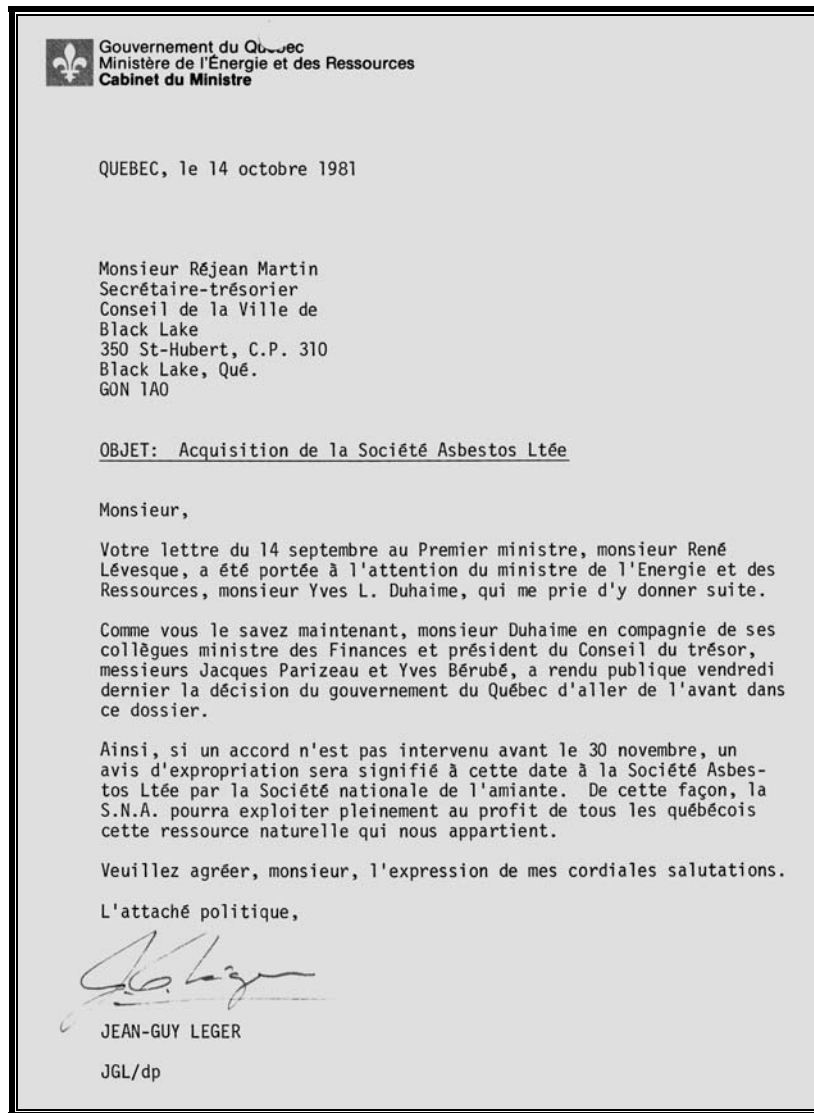 Gouvernement du Québec
Ministère de l'Énergie et des Ressources
Cabinet du Ministre
QUEBEC, le 14 octobre 1981
Monsieur Réjean Martin
Secrétaire-trésorier
Conseil de la Ville de
Black Lake
350 St-Hubert, C.P. 310
Black Lake, Qué.
G0N 1A0
OBJET: Acquisition de la Société Asbestos Ltée
Monsieur,
Votre lettre du 14 septembre au Premier ministre, monsieur René
Lévesque, a été portée à l'attention du ministre de l'Energie et des
Ressources, monsieur Yves L. Duhaime, qui me prie d'y donner suite.
Comme vous le savez maintenant, monsieur Duhaime en compagnie de ses
collègues ministre des Finances et président du Conseil du trésor,
messieurs Jacques Parizeau et Yves Bérubé, a rendu publique vendredi
dernier la décision du gouvernement du Québec d'aller de l'avant dans
ce dossier.
Ainsi, si un accord n'est pas intervenu avant le 30 novembre, un
avis d'expropriation sera signifié à cette date à la Société Asbes-
tos Ltée par la Société nationale de l'amiante. De cette façon, la
S.N.A. pourra exploiter pleinement au profit de tous les québécois
cette ressource naturelle qui nous appartient.
Veuillez agréer, monsieur, l'expression de mes cordiales salutations.
L'attaché politique,
J.G. Léger
JEAN-GUY LEGER
JGL/dp